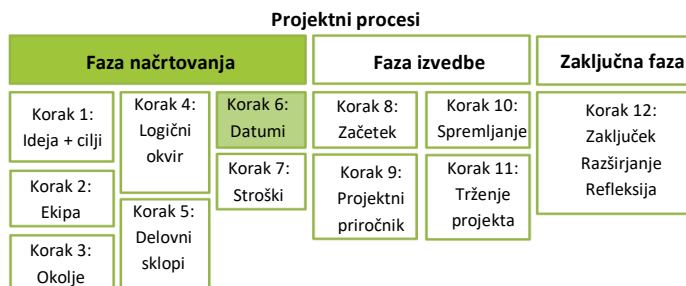 Projektni procesi
Faza načrtovanja
Faza izvedbe
Zaključna faza
Korak 1:
Ideja + cilji
Korak 2:
Ekipa
Korak 3:
Okolje
Korak 4:
Logični
okvir
Korak 5:
Delovni
sklopi
Korak 6:
Datumi
Korak 7:
Stroški
Korak 8:
Začetek
Korak 9:
Projektni
priročnik
Korak 10:
Spremljanje
Korak 11:
Trženje
projekta
Korak 12:
Zaključek
Razširjanje
Refleksija